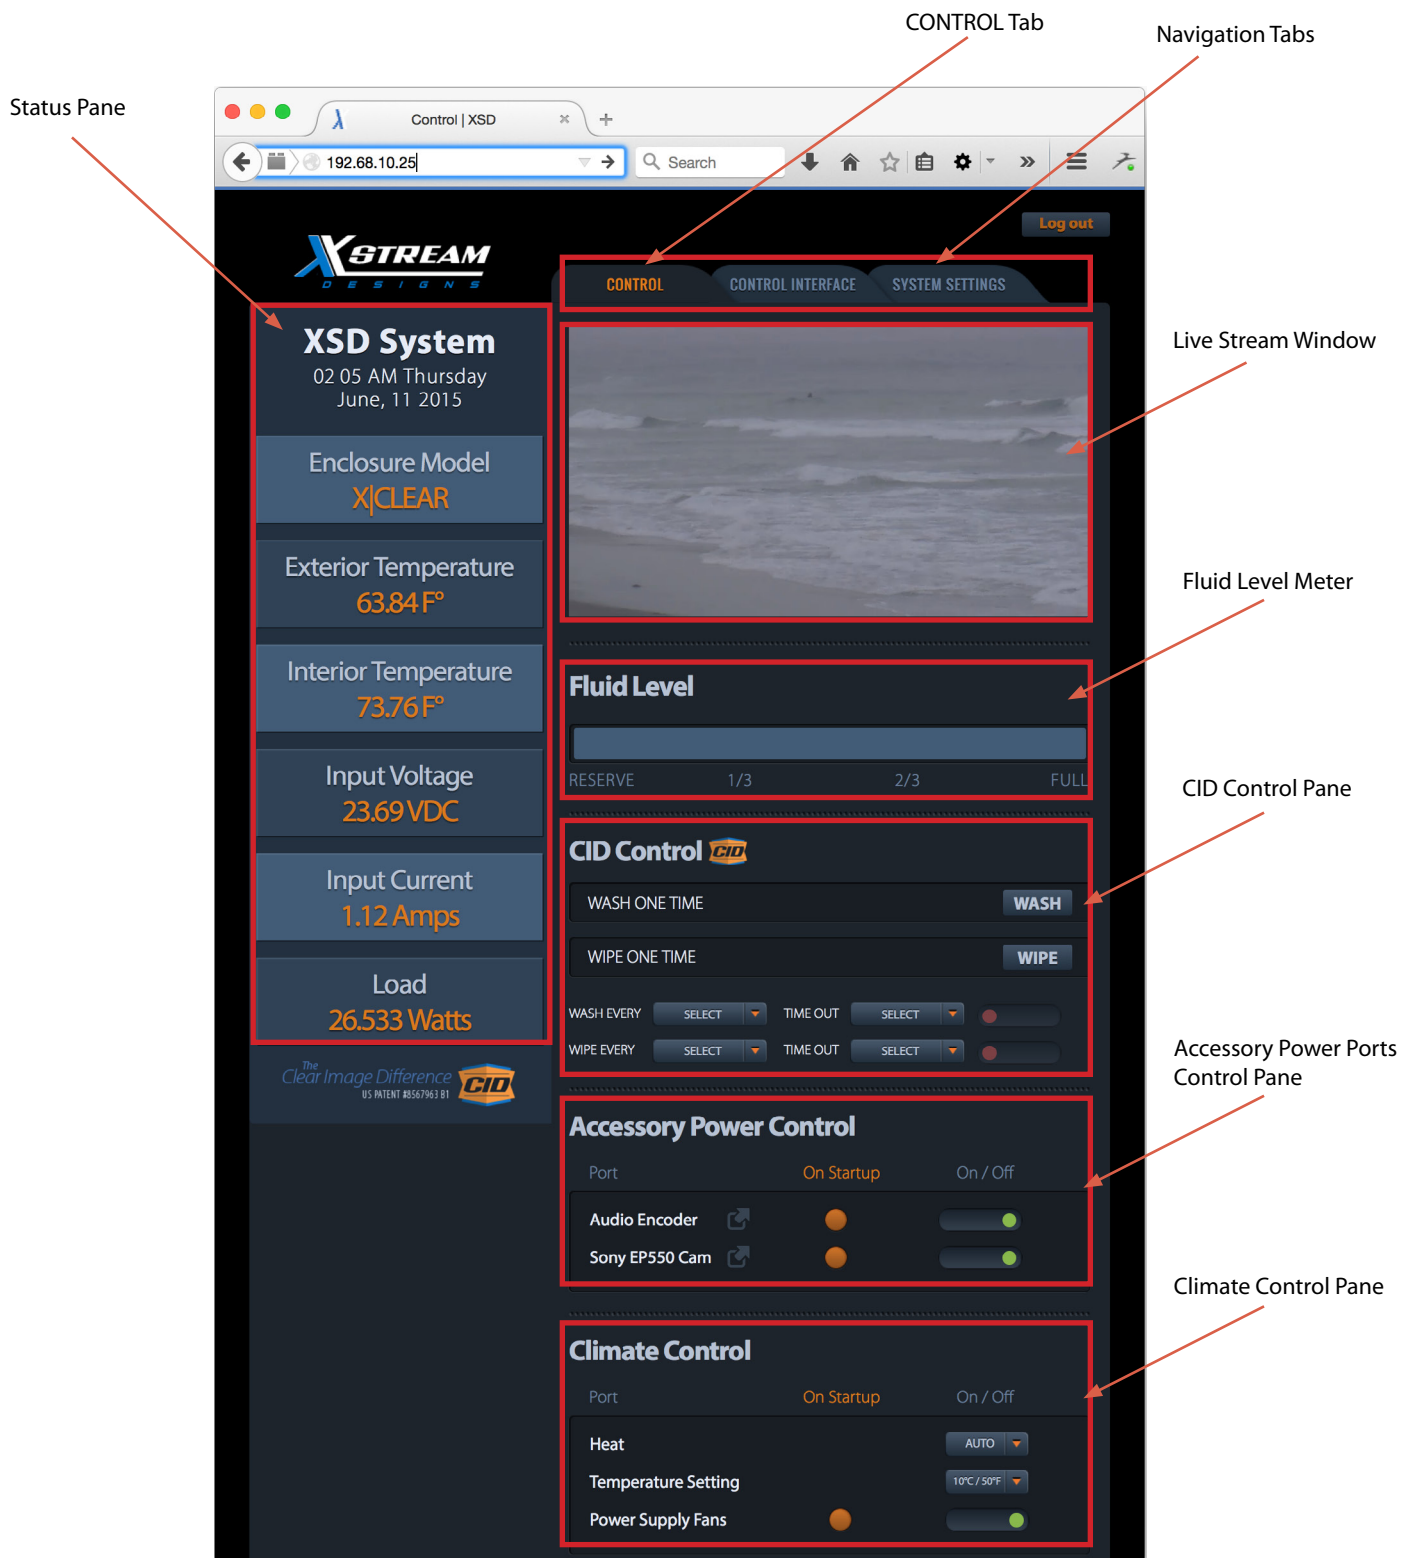 CONTROL Tab
Navigation Tabs
Status Pane
Control | XSD
192.68.10.25
Search
Log out
XSTREAM
DESIGNS
CONTROL
CONTROL INTERFACE
SYSTEM SETTINGS
XSD System
02 05 AM Thursday
June, 11 2015
Live Stream Window
Enclosure Model
X|CLEAR
Exterior Temperature
63.84 F°
Interior Temperature
73.76 F°
Input Voltage
23.69 VDC
Input Current
1.12 Amps
Load
26.533 Watts
The
Clear Image Difference
CID
US PATENT #8567963 B1
Fluid Level Meter
Fluid Level
RESERVE 1/3 2/3 FULL
CID Control Pane
CID Control CID
WASH ONE TIME WASH
WIPE ONE TIME WIPE
WASH EVERY SELECT TIME OUT SELECT
WIPE EVERY SELECT TIME OUT SELECT
Accessory Power Ports
Control Pane
Accessory Power Control
Port On Startup On / Off
Audio Encoder
Sony EP550 Cam
Climate Control Pane
Climate Control
Port On Startup On / Off
Heat AUTO
Temperature Setting 10°C / 50°F
Power Supply Fans